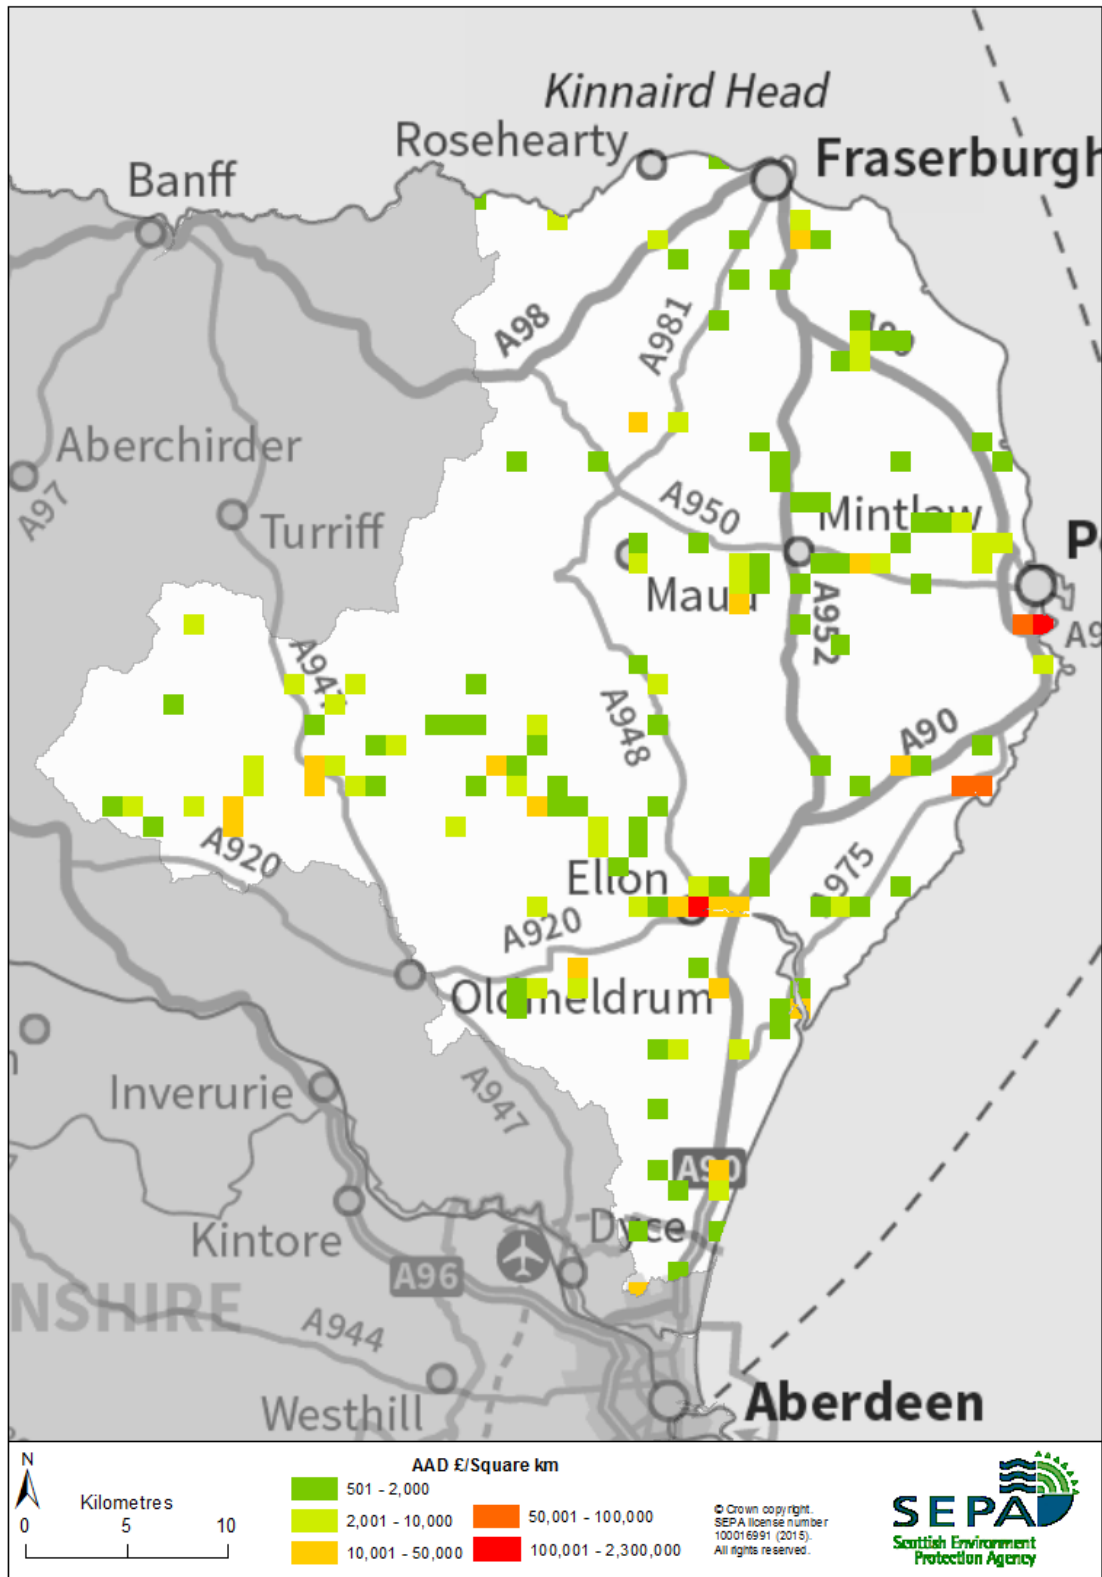 Kinnaird Head
Rosehearty
Fraserburgh
Banff
A98
A981
Aberchirder
A97
Turriff
A950
Mintlaw
A952
A947
A948
A90
A920
Ellon
A975
A920
Oldmeldrum
Inverurie
A947
A90
Kintore
Dyce
A96
NSHIRE
A944
Westhill
Aberdeen
N
Kilometres
0 5 10
AAD £/Square km
501 - 2,000
2,001 - 10,000
10,001 - 50,000
50,001 - 100,000
100,001 - 2,300,000
© Crown copyright.
SEPA license number
100016991 (2015).
All rights reserved.
SEPA
Scottish Environment
Protection Agency